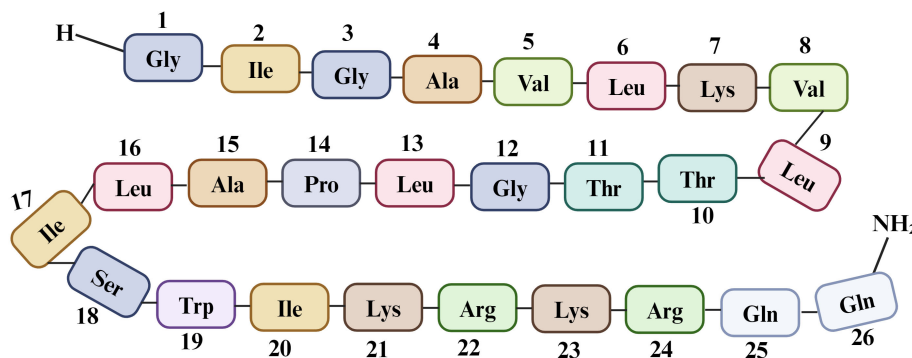 1 2 3 4 5 6 7 8
H Gly Ile Gly Ala Val Leu Lys Val
16 15 14 13 12 11 9
Leu Ala Pro Leu Gly Thr Thr Leu
10
17 Ile NH₂
Ser Trp Ile Lys Arg Lys Arg Gln Gln
18 19 20 21 22 23 24 25 26